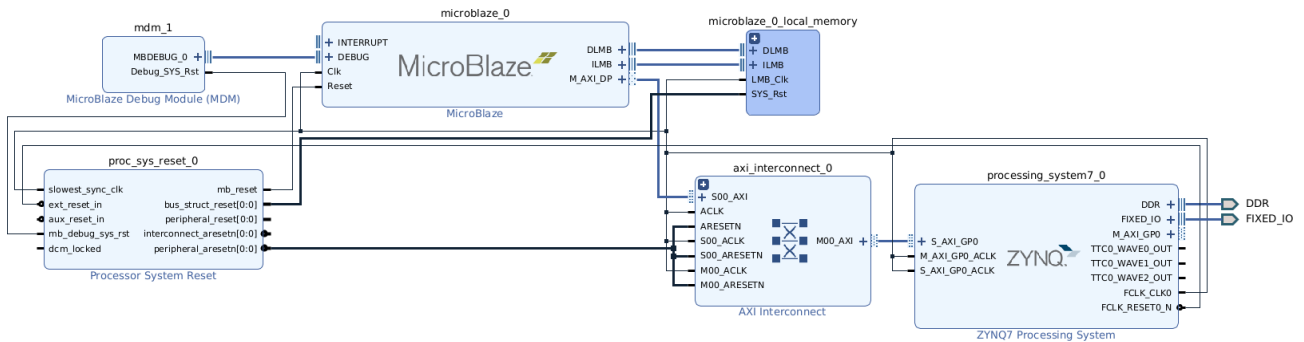 mdm_1
MBDEBUG_0
Debug_SYS_Rst
MicroBlaze Debug Module (MDM)
microblaze_0
INTERRUPT
DEBUG
Clk
Reset
MicroBlaze
DLMB
ILMB
M_AXI_DP
MicroBlaze
microblaze_0_local_memory
DLMB
ILMB
LMB_Clk
SYS_Rst
proc_sys_reset_0
slowest_sync_clk
ext_reset_in
aux_reset_in
mb_debug_sys_rst
dcm_locked
mb_reset
bus_struct_reset[0:0]
peripheral_reset[0:0]
interconnect_aresetn[0:0]
peripheral_aresetn[0:0]
Processor System Reset
axi_interconnect_0
S00_AXI
ACLK
ARESETN
S00_ACLK
S00_ARESETN
M00_ACLK
M00_ARESETN
M00_AXI
AXI Interconnect
processing_system7_0
S_AXI_GP0
M_AXI_GP0_ACLK
S_AXI_GP0_ACLK
ZYNQ
DDR
FIXED_IO
M_AXI_GP0
TTC0_WAVE0_OUT
TTC0_WAVE1_OUT
TTC0_WAVE2_OUT
FCLK_CLK0
FCLK_RESET0_N
ZYNQ7 Processing System
DDR
FIXED_IO